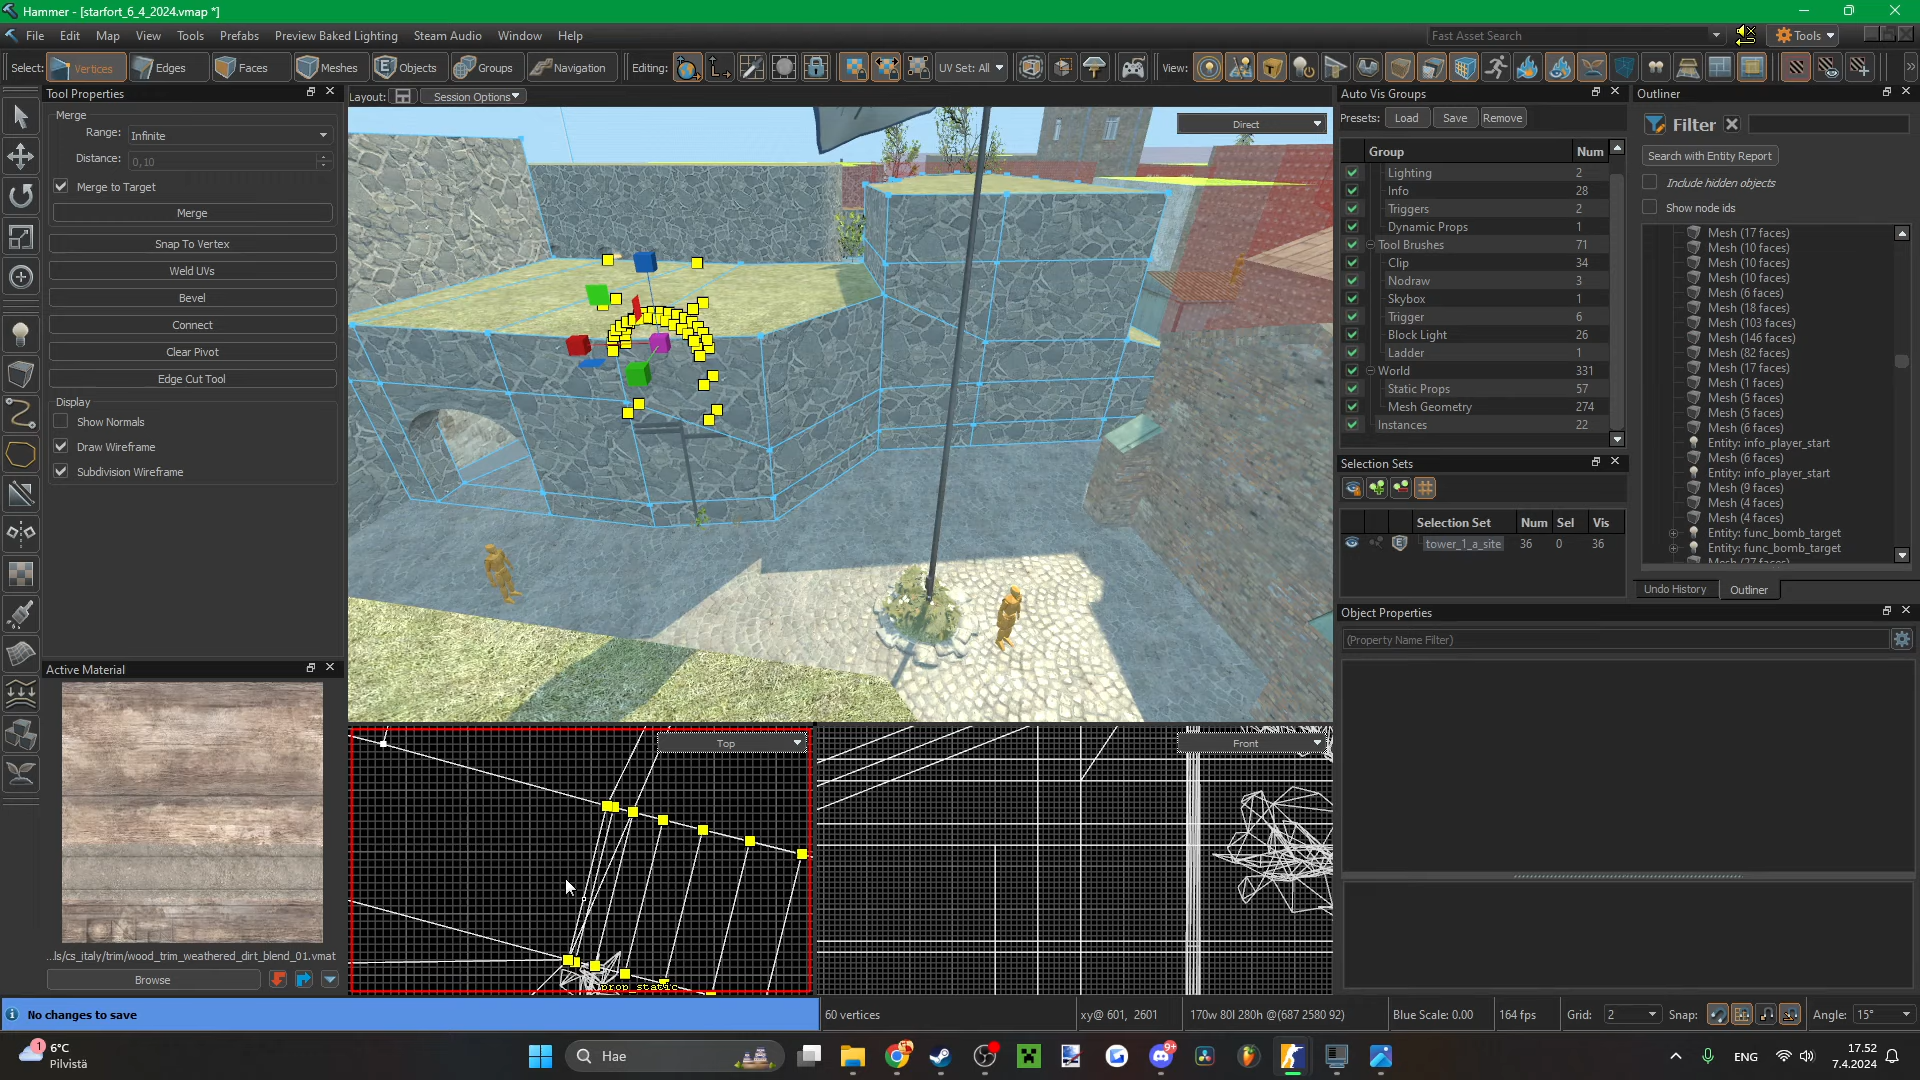 Hammer - [starfort_6_4_2024.vmap *]
File Edit Map View Tools Prefabs Preview Baked Lighting Steam Audio Window Help
Fast Asset Search
Tools
Select: Vertices Edges Faces Meshes Objects Groups Navigation Editing: UV Set: All View:
Tool Properties
Merge
Range: Infinite
Distance: 0,10
Merge to Target
Merge
Snap To Vertex
Weld UVs
Bevel
Connect
Clear Pivot
Edge Cut Tool
Display
Show Normals
Draw Wireframe
Subdivision Wireframe
Active Material
...ls/cs_italy/trim/wood_trim_weathered_dirt_blend_01.vmat
Browse
Layout: Session Options
Direct
Top
prop_static
Front
Auto Vis Groups
Presets: Load Save Remove
Group Num
Lighting 2
Info 28
Triggers 2
Dynamic Props 1
Tool Brushes 71
Clip 34
Nodraw 3
Skybox 1
Trigger 6
Block Light 26
Ladder 1
World 331
Static Props 57
Mesh Geometry 274
Instances 22
Selection Sets
Selection Set Num Sel Vis
tower_1_a_site 36 0 36
Outliner
Filter
Search with Entity Report
Include hidden objects
Show node ids
Mesh (17 faces)
Mesh (10 faces)
Mesh (10 faces)
Mesh (10 faces)
Mesh (6 faces)
Mesh (18 faces)
Mesh (103 faces)
Mesh (146 faces)
Mesh (82 faces)
Mesh (17 faces)
Mesh (1 faces)
Mesh (5 faces)
Mesh (5 faces)
Mesh (6 faces)
Entity: info_player_start
Mesh (6 faces)
Entity: info_player_start
Mesh (9 faces)
Mesh (4 faces)
Mesh (4 faces)
Entity: func_bomb_target
Entity: func_bomb_target
Mesh (27 faces)
Undo History Outliner
Object Properties
(Property Name Filter)
No changes to save
60 vertices
xy@ 601, 2601
170w 80l 280h @(687 2580 92)
Blue Scale: 0.00
164 fps
Grid: 2
Snap:
Angle: 15°
1
6°C
Pilvistä
Hae
9+
ENG
17.52
7.4.2024